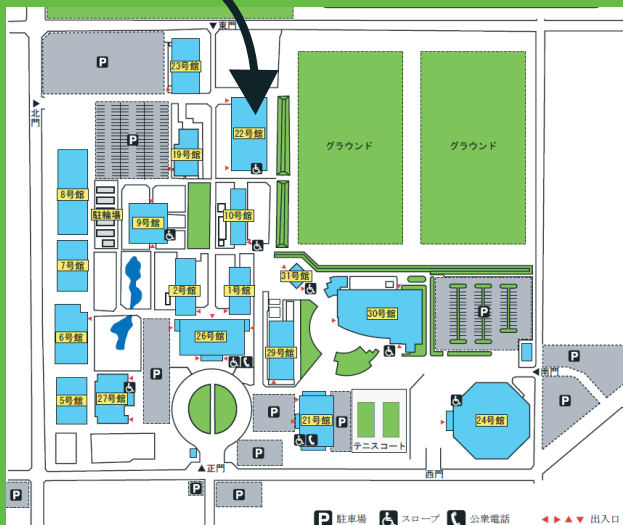 ▼東門
P
23号館
▶
北
門
22号館
P
19号館
グラウンド
グラウンド
8号館
駐輪場
9号館
10号館
7号館
2号館
1号館
31号館
30号館
P
6号館
26号館
29号館
P
P
◀南門
5号館
27号館
P
21号館
P
テニスコート
24号館
P
P
▲正門
西門
P
P
P
P 駐車場 スロープ 公衆電話 ◀▶▲▼ 出入口